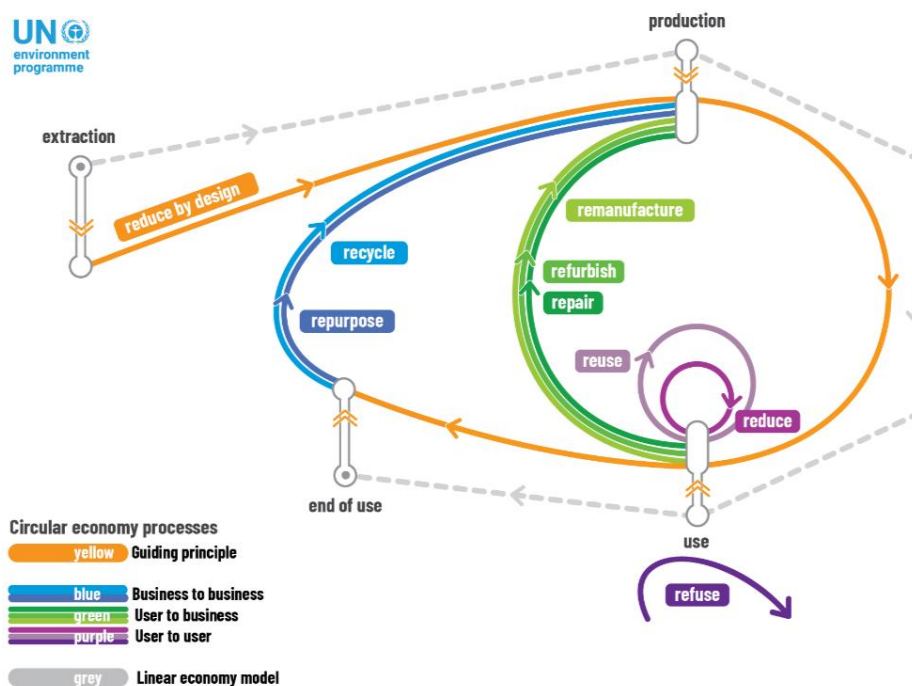 UN
environment
programme
production
extraction
reduce by design
remanufacture
recycle
refurbish
repair
repurpose
reuse
reduce
end of use
use
refuse
Circular economy processes
yellow Guiding principle
blue Business to business
green User to business
purple User to user
grey Linear economy model